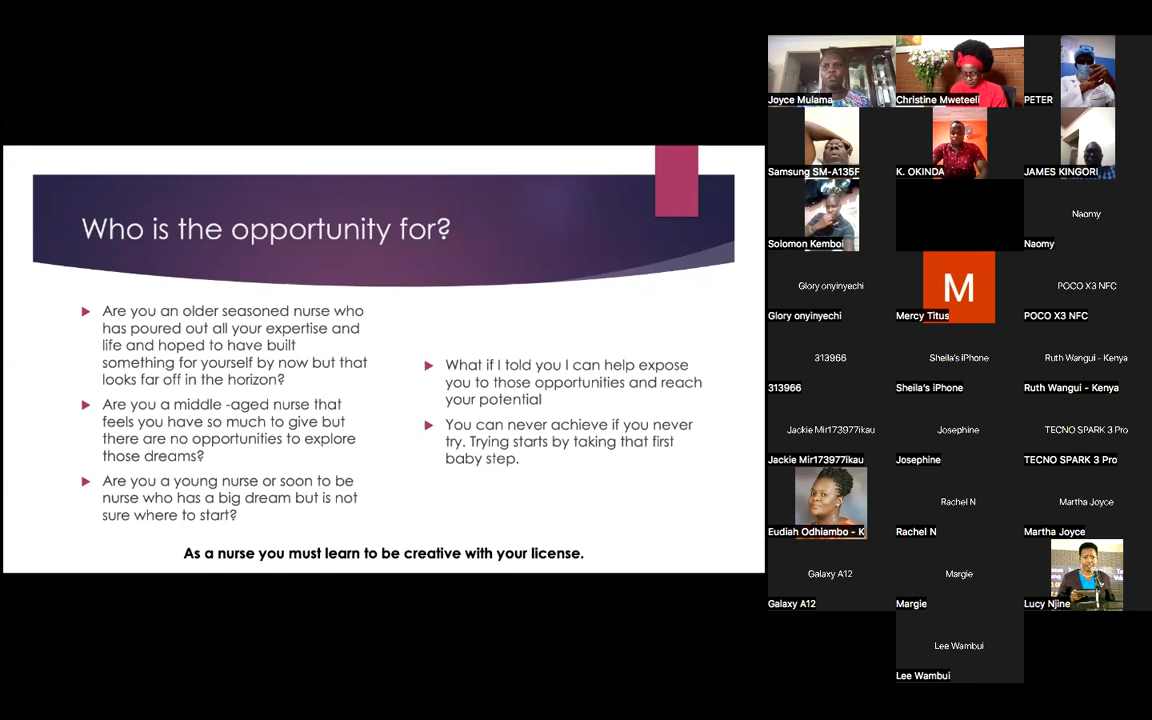 Who is the opportunity for?
Are you an older seasoned nurse who
has poured out all your expertise and
life and hoped to have built
something for yourself by now but that
looks far off in the horizon?
Are you a middle -aged nurse that
feels you have so much to give but
there are no opportunities to explore
those dreams?
Are you a young nurse or soon to be
nurse who has a big dream but is not
sure where to start?
What if I told you I can help expose
you to those opportunities and reach
your potential
You can never achieve if you never
try. Trying starts by taking that first
baby step.
As a nurse you must learn to be creative with your license.
Joyce Mulama
Christine Mweteeli
PETER
Samsung SM-A135F
K. OKINDA
JAMES KINGORI
Solomon Kemboi
Naomy
Naomy
Glory onyinyechi
Glory onyinyechi
M
Mercy Titus
POCO X3 NFC
POCO X3 NFC
313966
313966
Sheila's iPhone
Sheila's iPhone
Ruth Wangui - Kenya
Ruth Wangui - Kenya
Jackie Mir173977ikau
Jackie Mir173977ikau
Josephine
Josephine
TECNO SPARK 3 Pro
TECNO SPARK 3 Pro
Eudiah Odhiambo - K
Rachel N
Rachel N
Martha Joyce
Martha Joyce
Galaxy A12
Galaxy A12
Margie
Margie
Lucy Njine
Lee Wambui
Lee Wambui